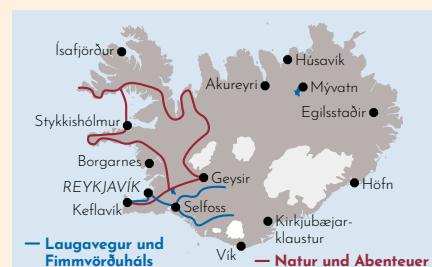 Ísafjörður
Húsavík
Akureyri
Mývatn
Egilsstaðir
Stykkishólmur
Borgarnes
Geysir
REYKJAVÍK
Höfn
Keflavík
Selfoss
Kirkjubæjar-
klaustur
Vík
Laugavegur und
Fimmvörðuháls
Natur und Abenteuer